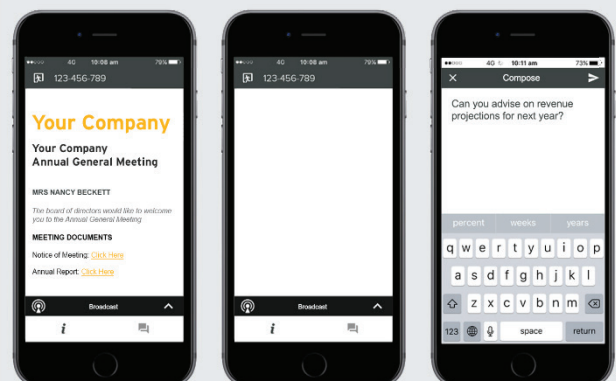 4G 10:08 am 79%
123-456-789
Your Company
Your Company
Annual General Meeting
MRS NANCY BECKETT
The board of directors would like to welcome
you to the Annual General Meeting
MEETING DOCUMENTS
Notice of Meeting: Click Here
Annual Report: Click Here
Broadcast
i
4G 10:08 am 79%
123-456-789
Broadcast
i
4G 10:11 am 73%
Compose
Can you advise on revenue
projections for next year?
percent weeks years
q w e r t y u i o p
a s d f g h j k l
z x c v b n m
123 space return